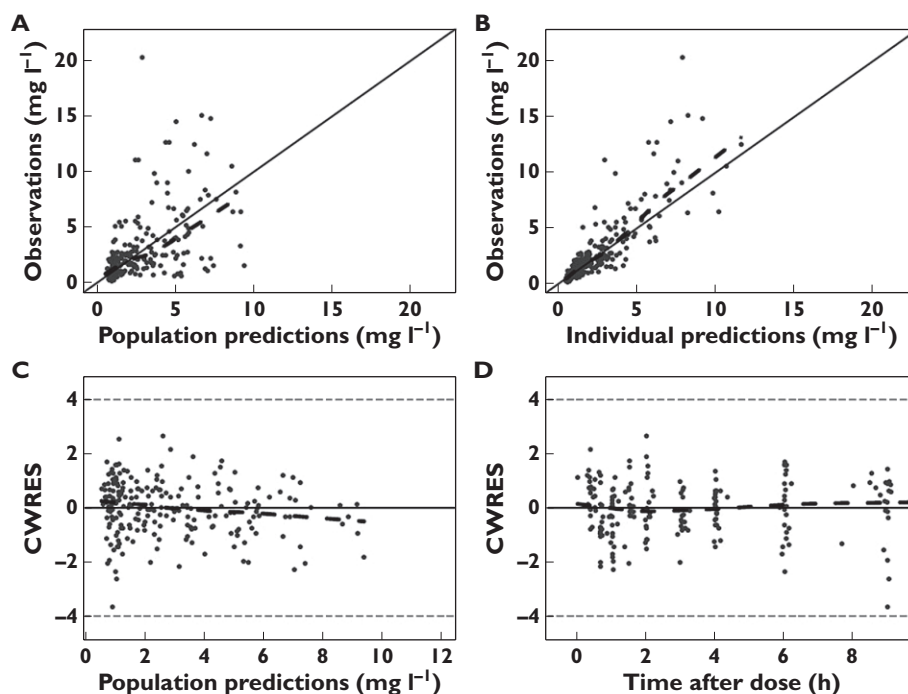 A
Observations (mg l⁻¹)
20
15
10
5
0
0 5 10 15 20
Population predictions (mg l⁻¹)
B
Observations (mg l⁻¹)
20
15
10
5
0
0 5 10 15 20
Individual predictions (mg l⁻¹)
C
CWRES
4
2
0
−2
−4
0 2 4 6 8 10 12
Population predictions (mg l⁻¹)
D
CWRES
4
2
0
−2
−4
0 2 4 6 8
Time after dose (h)